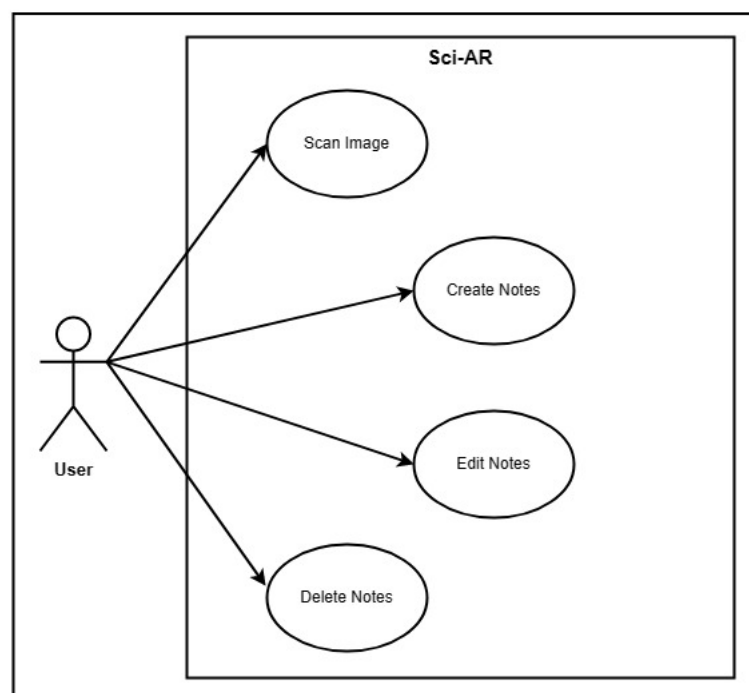 Sci-AR
Scan Image
Create Notes
Edit Notes
User
Delete Notes